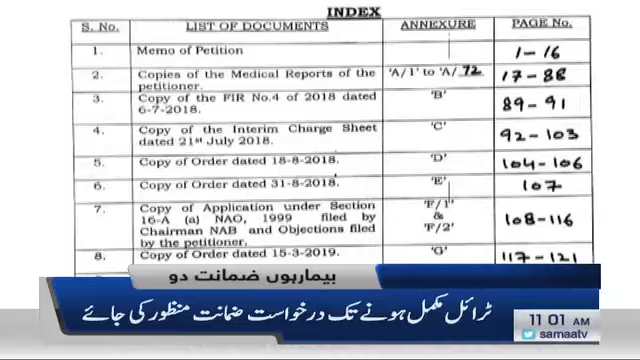 INDEX
S. No. LIST OF DOCUMENTS ANNEXURE PAGE No.
1. Memo of Petition 1-16
2. Copies of the Medical Reports of the petitioner. 'A/1' to 'A/72 17-88
3. Copy of the FIR No.4 of 2018 dated 6-7-2018. 'B' 89-91
4. Copy of the Interim Charge Sheet dated 21st July 2018. 'C' 92-103
5. Copy of Order dated 18-8-2018. 'D' 104-106
6. Copy of Order dated 31-8-2018. 'E' 107
7. Copy of Application under Section 16-A (a) NAO, 1999 filed by Chairman NAB and Objections filed by the petitioner. 'F/1' & 'F/2' 108-116
8. Copy of Order dated 15-3-2019. 'G' 117-121
بیمارہوں ضمانت دو
ٹرائل مکمل ہونے تک درخواست ضمانت منظور کی جائے
11 01 AM
samaatv